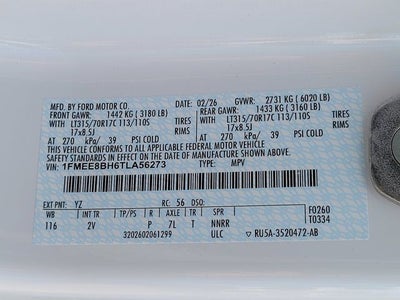 MFD. BY FORD MOTOR CO. 02/26 GVWR: 2731 KG ( 6020 LB)
FRONT GAWR: 1442 KG ( 3180 LB) REAR GAWR: 1433 KG ( 3160 LB)
LT315/70R17C 113/110S TIRES LT315/70R17C 113/110S TIRES
17x8.5J RIMS 17x8.5J RIMS
AT 270 kPa/ 39 PSI COLD AT 270 kPa/ 39 PSI COLD
THIS VEHICLE CONFORMS TO ALL APPLICABLE FEDERAL MOTOR VEHICLE
SAFETY AND THEFT PREVENTION STANDARDS IN EFFECT ON THE DATE OF
MANUFACTURE SHOWN ABOVE.
VIN: 1FMEE8BH6TLA56273 TYPE: MPV
EXT PNT: YZ RC: 56 DSO: F0260
WB INT TR TP/PS R AXLE TR SPR T0334
116 2V P 7L T NNRR
3202602061299 ULC RU5A-3520472-AB